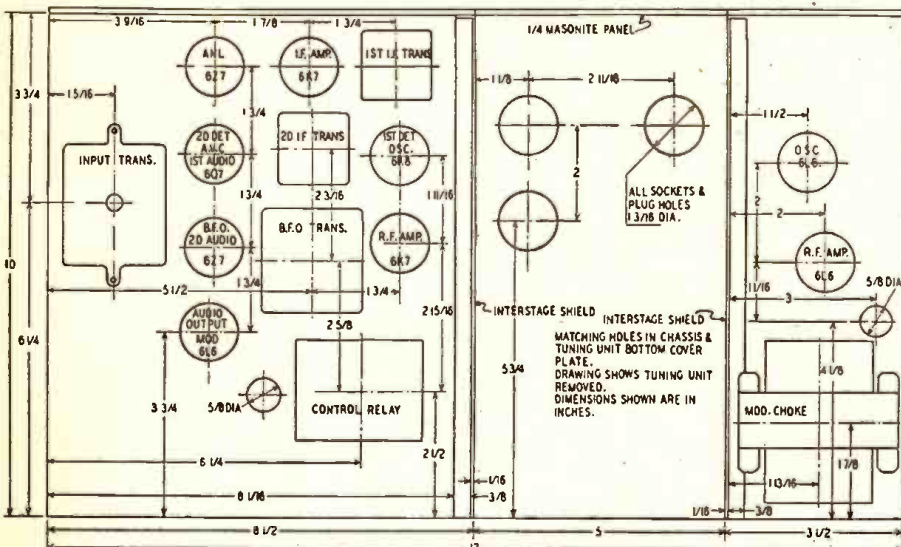 3 9/16
1 7/8
1 3/4
1/4 MASONITE PANEL
A.N.L.
6Z7
I.F. AMP.
6K7
1ST I.F. TRANS
1 1/8
2 11/16
3 3/4
1 5/16
1 3/4
1 1/2
INPUT TRANS.
2D DET
A.V.C.
1ST AUDIO
6Q7
2D I.F TRANS
1ST DET
OSC.
6K8
OSC
6L6.
2
ALL SOCKETS &
PLUG HOLES
1 3/16 DIA.
1 3/4
2 3/16
1 11/16
2
2
B.F.O.
2D AUDIO
6Z7
B.F.O TRANS.
R.F. AMP.
6K7
R.F. AMP.
6L6
10
6 1/4
5 1/2
1 3/4
1 3/4
1 11/16
3
5/8 DIA
AUDIO
OUTPUT
MOD
6L6
2 5/8
2 15/16
INTERSTAGE SHIELD
INTERSTAGE SHIELD
MATCHING HOLES IN CHASSIS &
TUNING UNIT BOTTOM COVER
PLATE.
DRAWING SHOWS TUNING UNIT
REMOVED.
DIMENSIONS SHOWN ARE IN
INCHES.
5 3/4
4 1/8
3 3/4
5/8 DIA
CONTROL RELAY
MOD. CHOKE
2 1/2
6 1/4
1 7/8
1 13/16
8 1/16
1/16
3/8
1/16
3/8
8 1/2
5
3 1/2
17